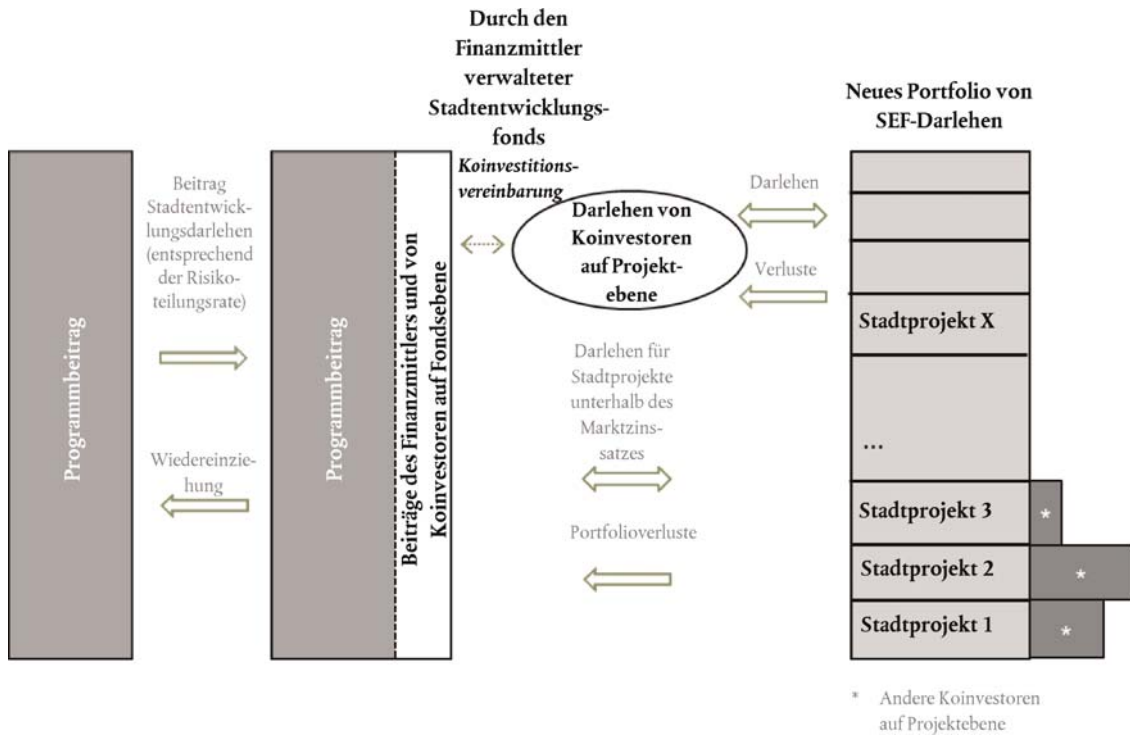 Durch den
Finanzmittler
verwalteter
Stadtentwicklungs-
fonds
Koinvestitions-
vereinbarung
Neues Portfolio von
SEF-Darlehen
Programmbeitrag
Beitrag
Stadtentwick-
lungsdarlehen
(entsprechend
der Risiko-
teilungsrate)
Wiedereinzie-
hung
Programmbeitrag
Beiträge des Finanzmittlers und von
Koinvestoren auf Fondsebene
Darlehen von
Koinvestoren
auf Projekt-
ebene
Darlehen
Verluste
Darlehen für
Stadtprojekte
unterhalb des
Marktzins-
satzes
Portfolioverluste
Stadtprojekt X
...
Stadtprojekt 3
*
Stadtprojekt 2
*
Stadtprojekt 1
*
* Andere Koinvestoren
auf Projektebene